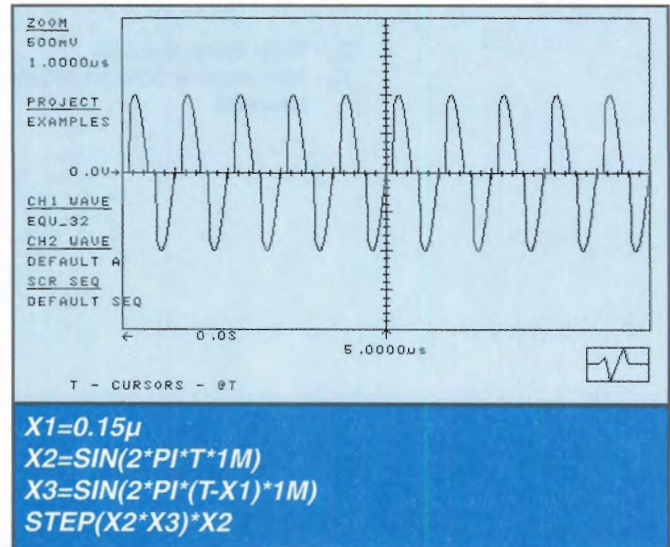 ZOOM
500mV
1.0000µs
PROJECT
EXAMPLES
0.0V
CH1 WAVE
EQU_32
CH2 WAVE
DEFAULT A
SCR SEQ
DEFAULT SEQ
0.0S
5.0000µs
T - CURSORS - @T
X1=0.15µ
X2=SIN(2*PI*T*1M)
X3=SIN(2*PI*(T-X1)*1M)
STEP(X2*X3)*X2